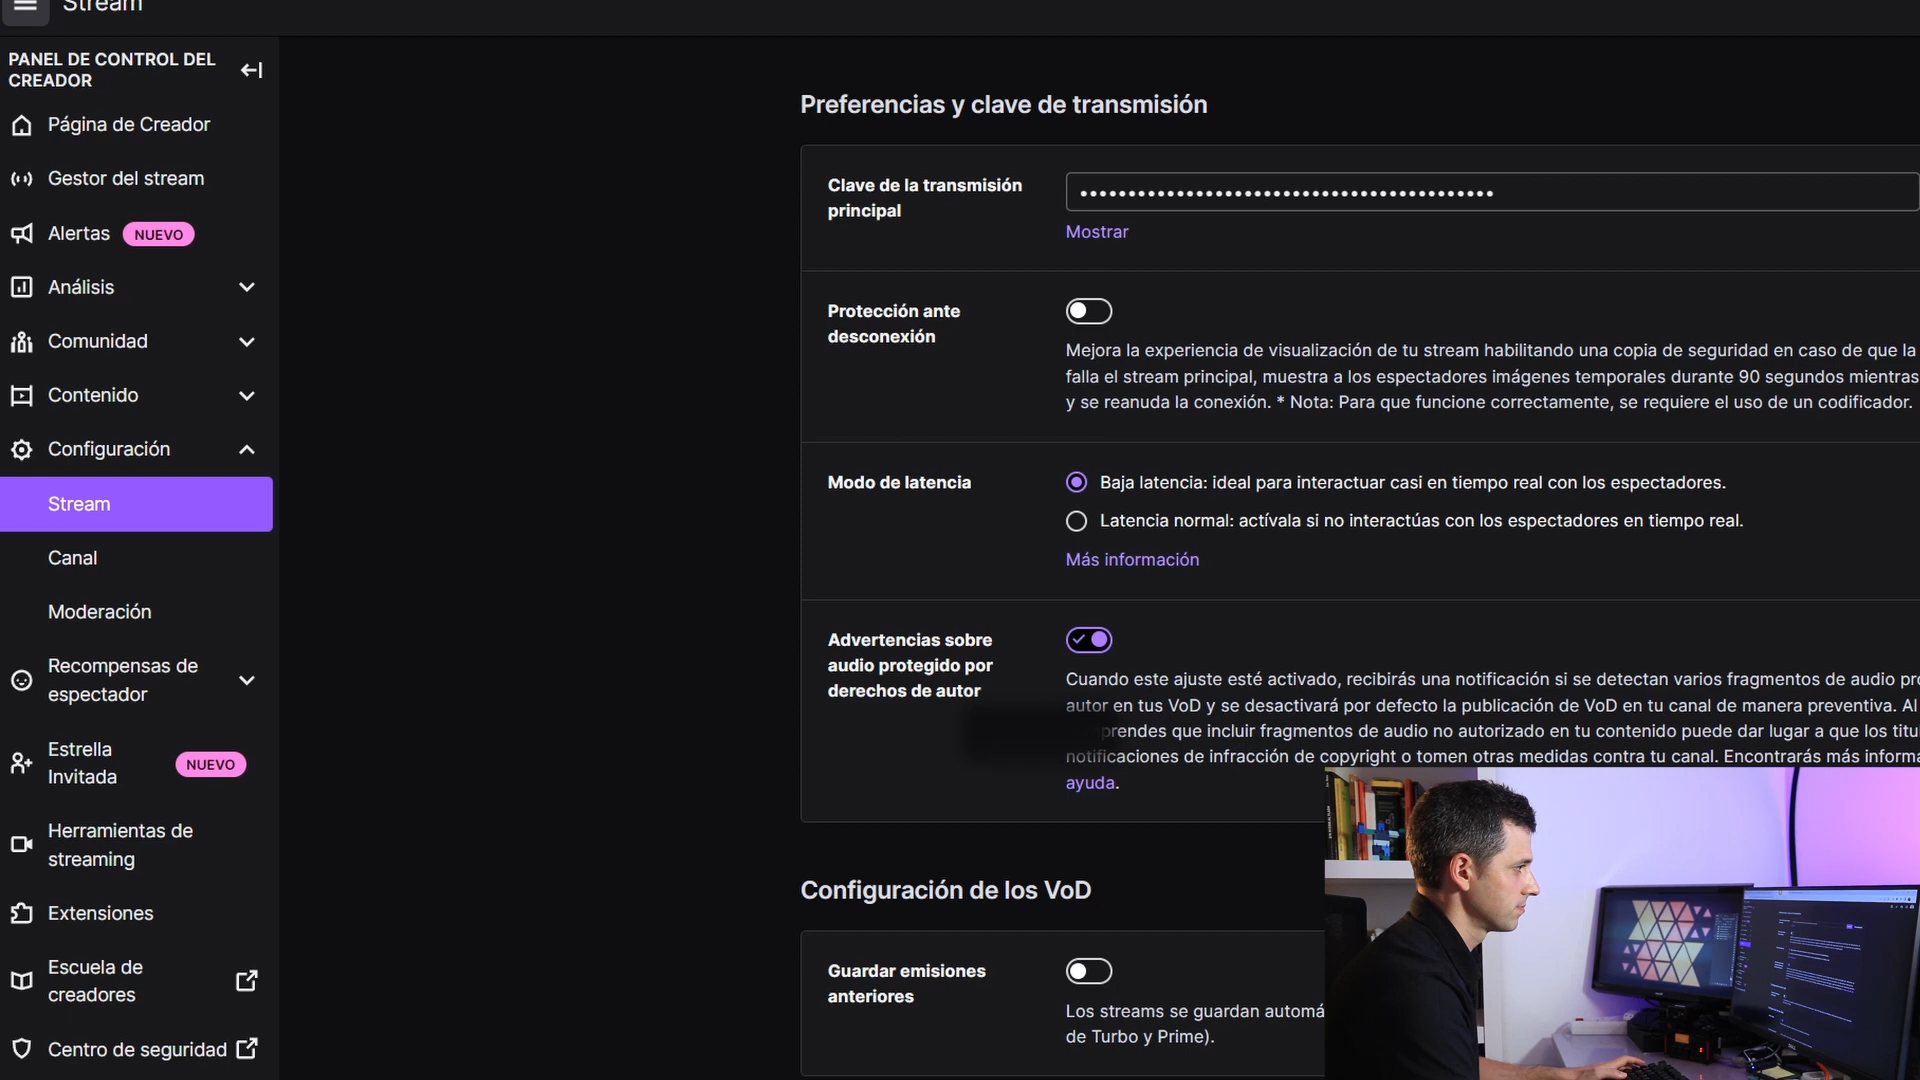 Stream
PANEL DE CONTROL DEL
CREADOR
Página de Creador
Gestor del stream
Alertas NUEVO
Análisis
Comunidad
Contenido
Configuración
Stream
Canal
Moderación
Recompensas de
espectador
Estrella
Invitada NUEVO
Herramientas de
streaming
Extensiones
Escuela de
creadores
Centro de seguridad
Preferencias y clave de transmisión
Clave de la transmisión
principal
Mostrar
Protección ante
desconexión
Mejora la experiencia de visualización de tu stream habilitando una copia de seguridad en caso de que la
falla el stream principal, muestra a los espectadores imágenes temporales durante 90 segundos mientras
y se reanuda la conexión. * Nota: Para que funcione correctamente, se requiere el uso de un codificador.
Modo de latencia
Baja latencia: ideal para interactuar casi en tiempo real con los espectadores.
Latencia normal: actívala si no interactúas con los espectadores en tiempo real.
Más información
Advertencias sobre
audio protegido por
derechos de autor
Cuando este ajuste esté activado, recibirás una notificación si se detectan varios fragmentos de audio pro
autor en tus VoD y se desactivará por defecto la publicación de VoD en tu canal de manera preventiva. Al
prendes que incluir fragmentos de audio no autorizado en tu contenido puede dar lugar a que los titul
notificaciones de infracción de copyright o tomen otras medidas contra tu canal. Encontrarás más informa
ayuda.
Configuración de los VoD
Guardar emisiones
anteriores
Los streams se guardan automá
de Turbo y Prime).